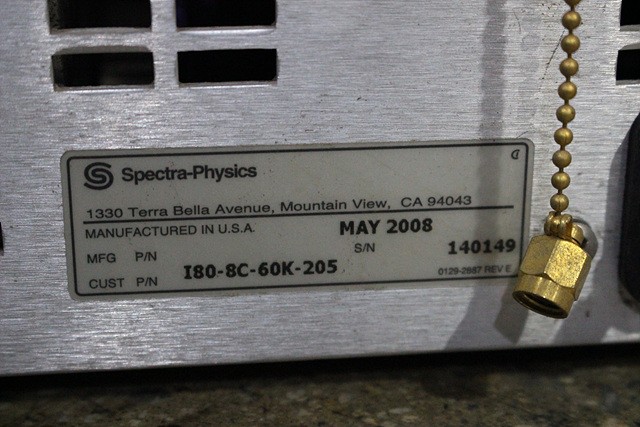 Spectra-Physics
1330 Terra Bella Avenue, Mountain View, CA 94043
MANUFACTURED IN U.S.A. MAY 2008
MFG P/N S/N 140149
CUST P/N I80-8C-60K-205 0129-2687 REV E